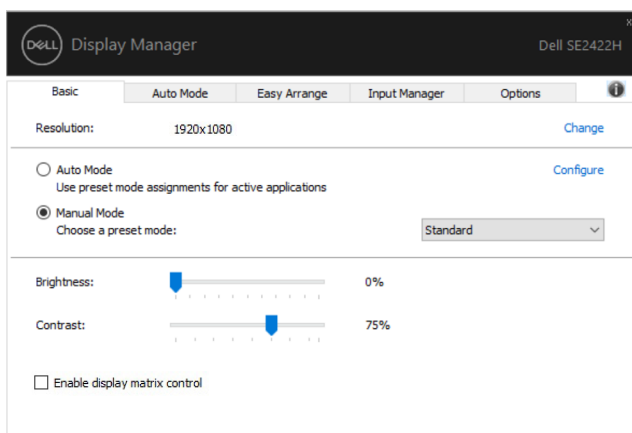 DELL Display Manager Dell SE2422H
Basic Auto Mode Easy Arrange Input Manager Options
Resolution: 1920x1080 Change
Auto Mode Configure
Use preset mode assignments for active applications
Manual Mode
Choose a preset mode: Standard
Brightness: 0%
Contrast: 75%
Enable display matrix control